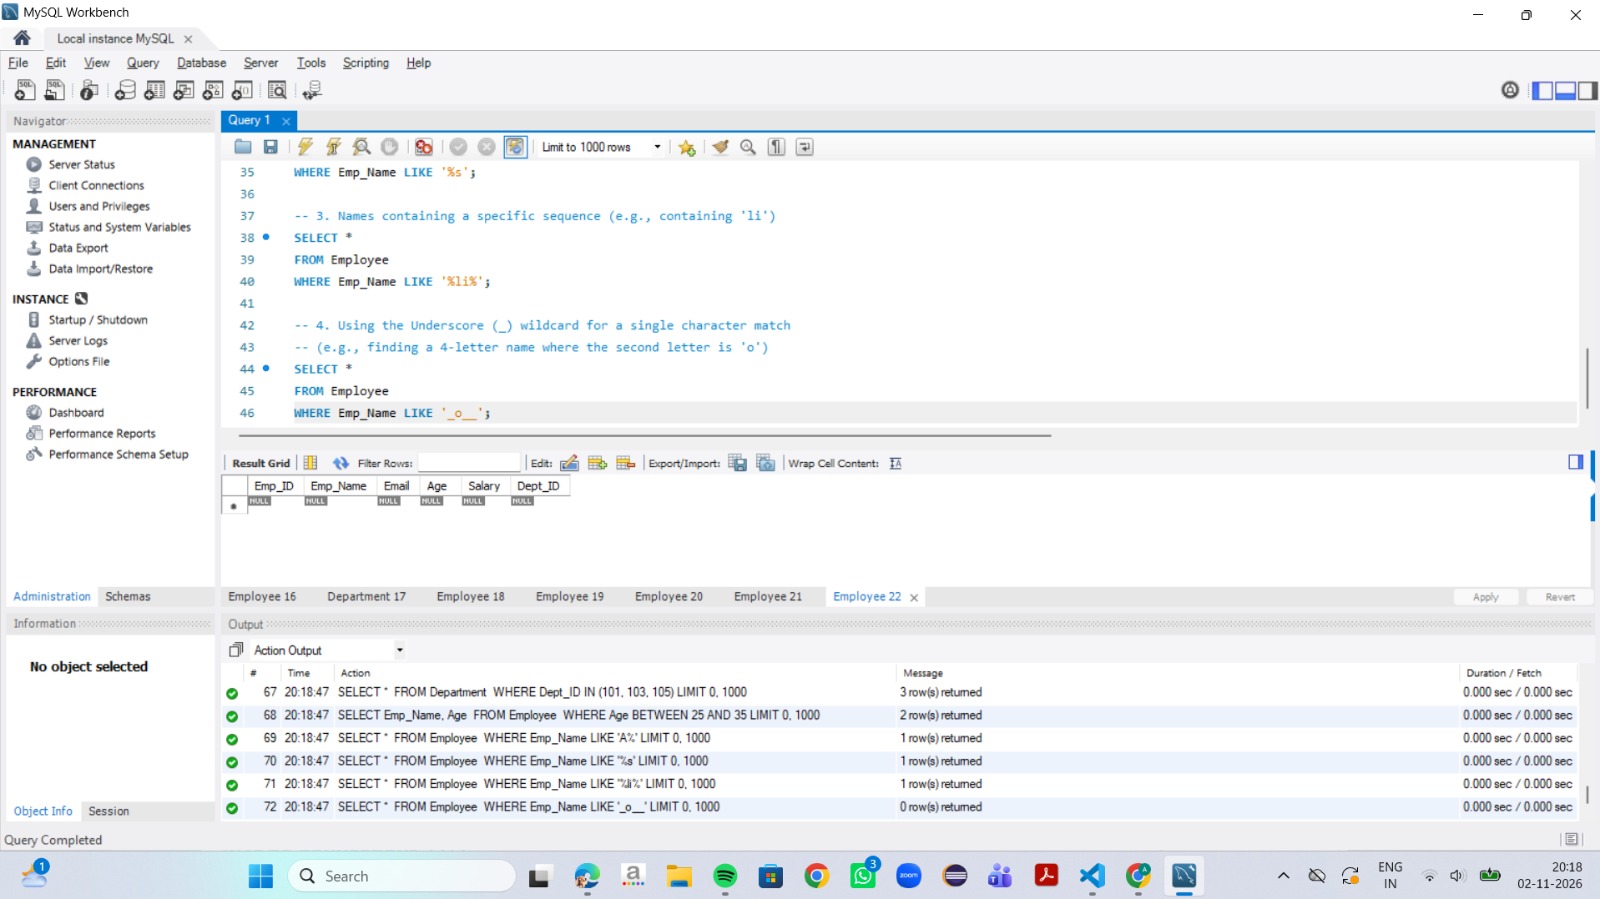 MySQL Workbench
Local instance MySQL
File Edit View Query Database Server Tools Scripting Help
Navigator
MANAGEMENT
Server Status
Client Connections
Users and Privileges
Status and System Variables
Data Export
Data Import/Restore
INSTANCE
Startup / Shutdown
Server Logs
Options File
PERFORMANCE
Dashboard
Performance Reports
Performance Schema Setup
Administration Schemas
Information
No object selected
Object Info Session
Query 1
Limit to 1000 rows
35 WHERE Emp_Name LIKE '%s';
36
37 -- 3. Names containing a specific sequence (e.g., containing 'li')
38 SELECT *
39 FROM Employee
40 WHERE Emp_Name LIKE '%li%';
41
42 -- 4. Using the Underscore (_) wildcard for a single character match
43 -- (e.g., finding a 4-letter name where the second letter is 'o')
44 SELECT *
45 FROM Employee
46 WHERE Emp_Name LIKE '_o__';
Result Grid Filter Rows: Edit: Export/Import: Wrap Cell Content: IA
Emp_ID Emp_Name Email Age Salary Dept_ID
NULL NULL NULL NULL NULL NULL
Employee 16 Department 17 Employee 18 Employee 19 Employee 20 Employee 21 Employee 22 Apply Revert
Output
Action Output
# Time Action Message Duration / Fetch
67 20:18:47 SELECT * FROM Department WHERE Dept_ID IN (101, 103, 105) LIMIT 0, 1000 3 row(s) returned 0.000 sec / 0.000 sec
68 20:18:47 SELECT Emp_Name, Age FROM Employee WHERE Age BETWEEN 25 AND 35 LIMIT 0, 1000 2 row(s) returned 0.000 sec / 0.000 sec
69 20:18:47 SELECT * FROM Employee WHERE Emp_Name LIKE 'A%' LIMIT 0, 1000 1 row(s) returned 0.000 sec / 0.000 sec
70 20:18:47 SELECT * FROM Employee WHERE Emp_Name LIKE '%s' LIMIT 0, 1000 1 row(s) returned 0.000 sec / 0.000 sec
71 20:18:47 SELECT * FROM Employee WHERE Emp_Name LIKE '%li%' LIMIT 0, 1000 1 row(s) returned 0.000 sec / 0.000 sec
72 20:18:47 SELECT * FROM Employee WHERE Emp_Name LIKE '_o__' LIMIT 0, 1000 0 row(s) returned 0.000 sec / 0.000 sec
Query Completed
1
Search
a
3
zoom
ENG
IN
20:18
02-11-2026